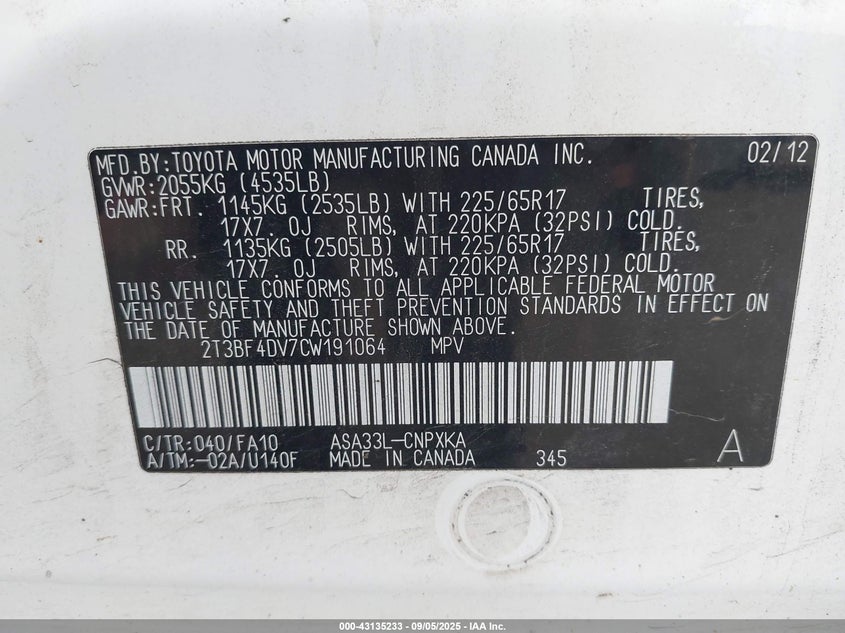 MFD.BY:TOYOTA MOTOR MANUFACTURING CANADA INC. 02/12
GVWR:2055KG (4535LB)
GAWR:FRT. 1145KG (2535LB) WITH 225/65R17 TIRES,
17X7. 0J RIMS, AT 220KPA (32PSI) COLD.
RR. 1135KG (2505LB) WITH 225/65R17 TIRES,
17X7. 0J RIMS, AT 220KPA (32PSI) COLD.
THIS VEHICLE CONFORMS TO ALL APPLICABLE FEDERAL MOTOR
VEHICLE SAFETY AND THEFT PREVENTION STANDARDS IN EFFECT ON
THE DATE OF MANUFACTURE SHOWN ABOVE.
2T3BF4DV7CW191064 MPV
C/TR:040/FA10 ASA33L-CNPXKA
A/TM:-02A/U140F MADE IN CANADA 345 A
000-43135233 - 09/05/2025 - IAA Inc.